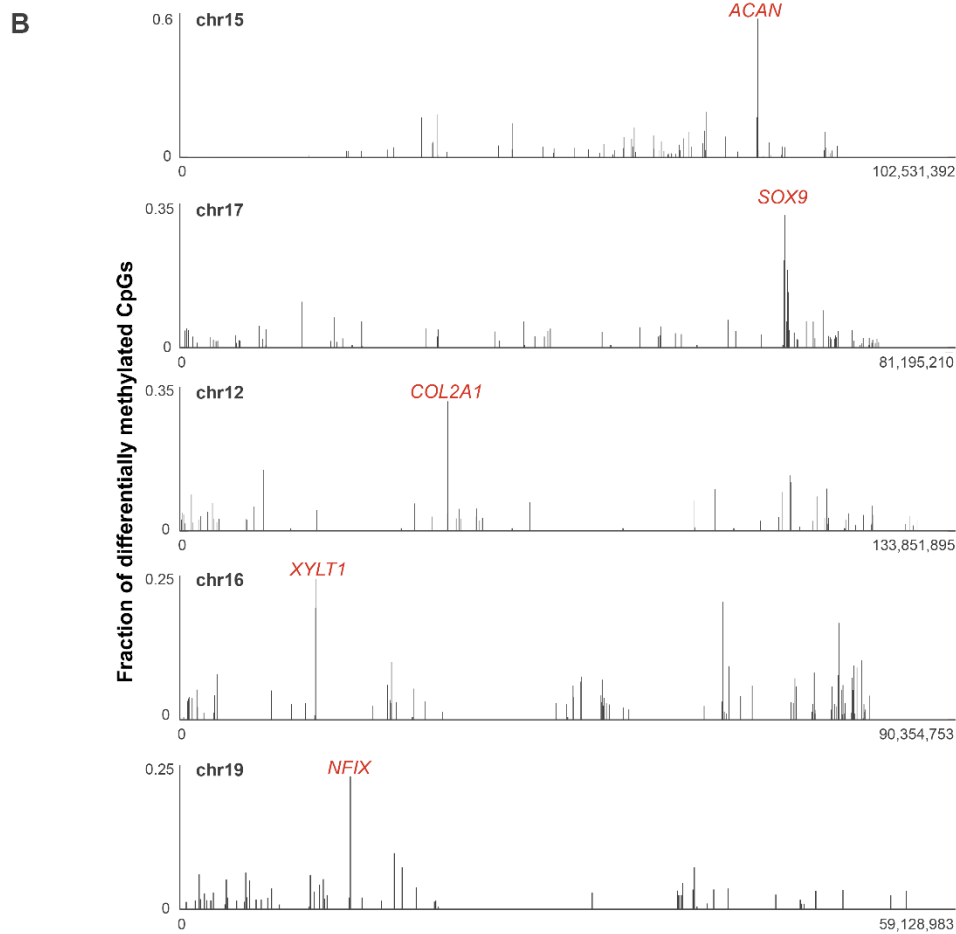 B
Fraction of differentially methylated CpGs
ACAN
0.6
chr15
0
0
102,531,392
SOX9
0.35
chr17
0
0
81,195,210
COL2A1
0.35
chr12
0
0
133,851,895
XYLT1
0.25
chr16
0
0
90,354,753
NFIX
0.25
chr19
0
0
59,128,983